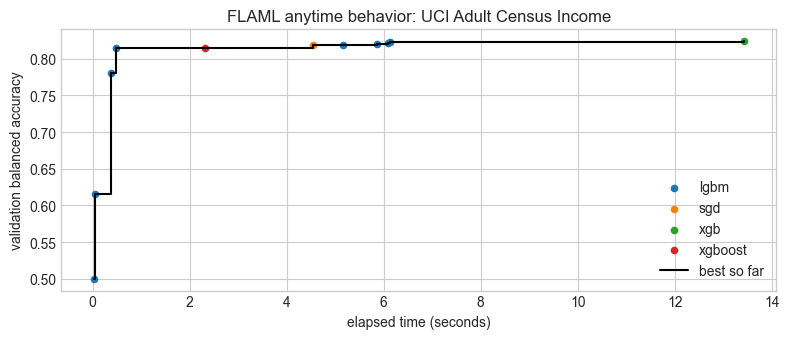 FLAML anytime behavior: UCI Adult Census Income
validation balanced accuracy
0.80
0.75
0.70
0.65
0.60
0.55
0.50
lgbm
sgd
xgb
xgboost
best so far
0 2 4 6 8 10 12 14
elapsed time (seconds)